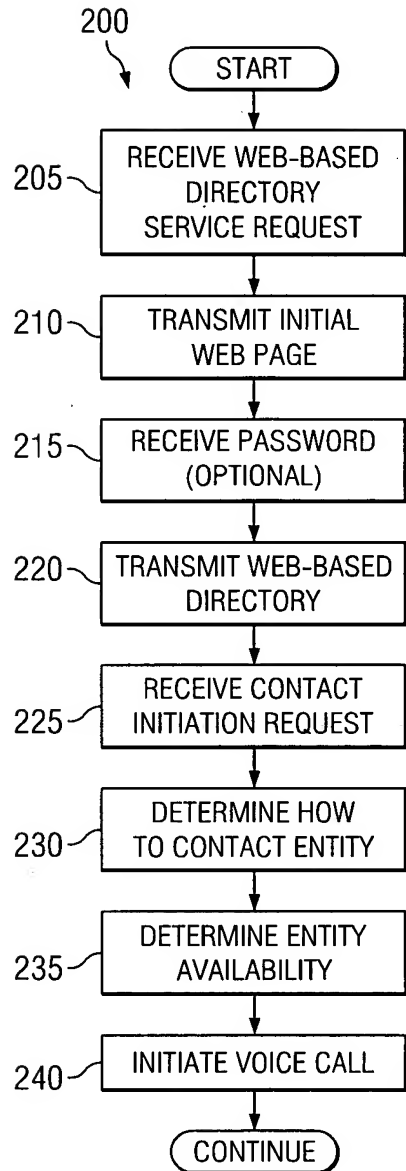 200
START
205
RECEIVE WEB-BASED
DIRECTORY
SERVICE REQUEST
210
TRANSMIT INITIAL
WEB PAGE
215
RECEIVE PASSWORD
(OPTIONAL)
220
TRANSMIT WEB-BASED
DIRECTORY
225
RECEIVE CONTACT
INITIATION REQUEST
230
DETERMINE HOW
TO CONTACT ENTITY
235
DETERMINE ENTITY
AVAILABILITY
240
INITIATE VOICE CALL
CONTINUE